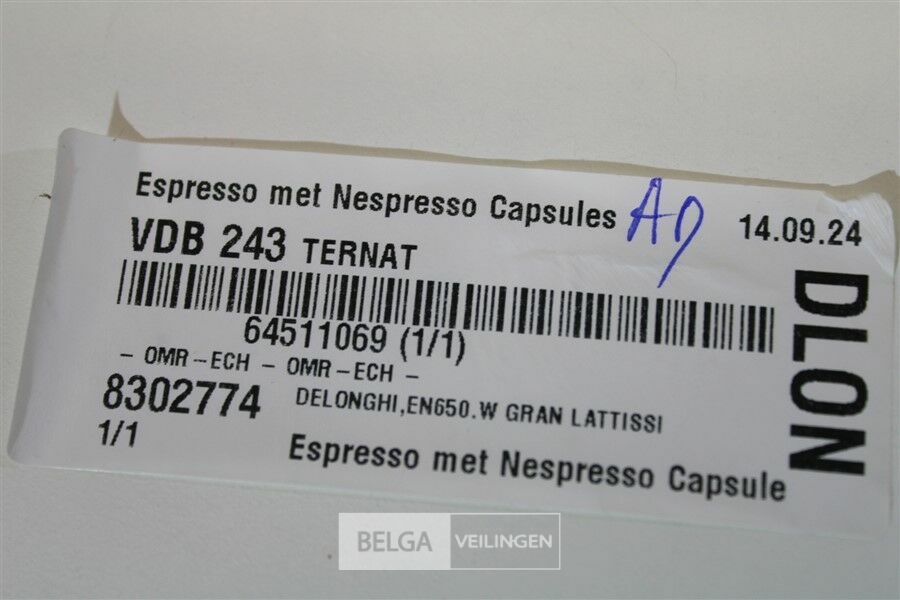 Espresso met Nespresso Capsules
14.09.24
VDB 243 TERNAT
64511069 (1/1)
- OMR-ECH - OMR-ECH -
8302774 DELONGHI,EN650.W GRAN LATTISSI
1/1
Espresso met Nespresso Capsule
DLON
BELGA VEILINGEN